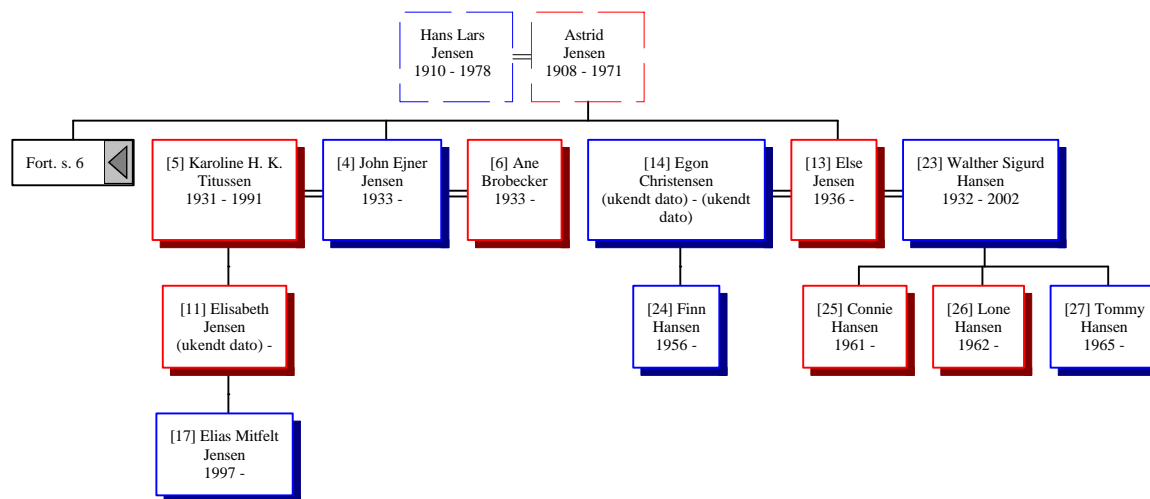 Hans Lars
Jensen
1910 - 1978
Astrid
Jensen
1908 - 1971
Fort. s. 6
[5] Karoline H. K.
Titussen
1931 - 1991
[4] John Ejner
Jensen
1933 -
[6] Ane
Brobecker
1933 -
[14] Egon
Christensen
(ukendt dato) - (ukendt
dato)
[13] Else
Jensen
1936 -
[23] Walther Sigurd
Hansen
1932 - 2002
[11] Elisabeth
Jensen
(ukendt dato) -
[24] Finn
Hansen
1956 -
[25] Connie
Hansen
1961 -
[26] Lone
Hansen
1962 -
[27] Tommy
Hansen
1965 -
[17] Elias Mitfelt
Jensen
1997 -